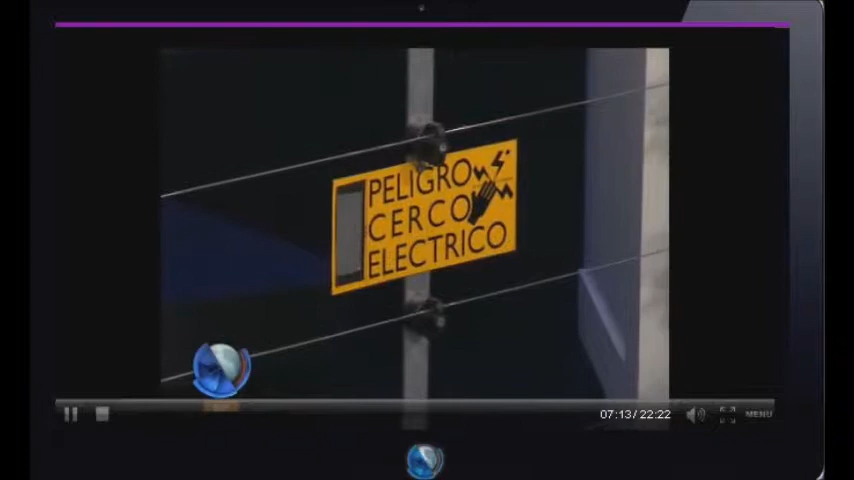 PELIGRO
CERCO
ELECTRICO
07:13/22:22
MENU